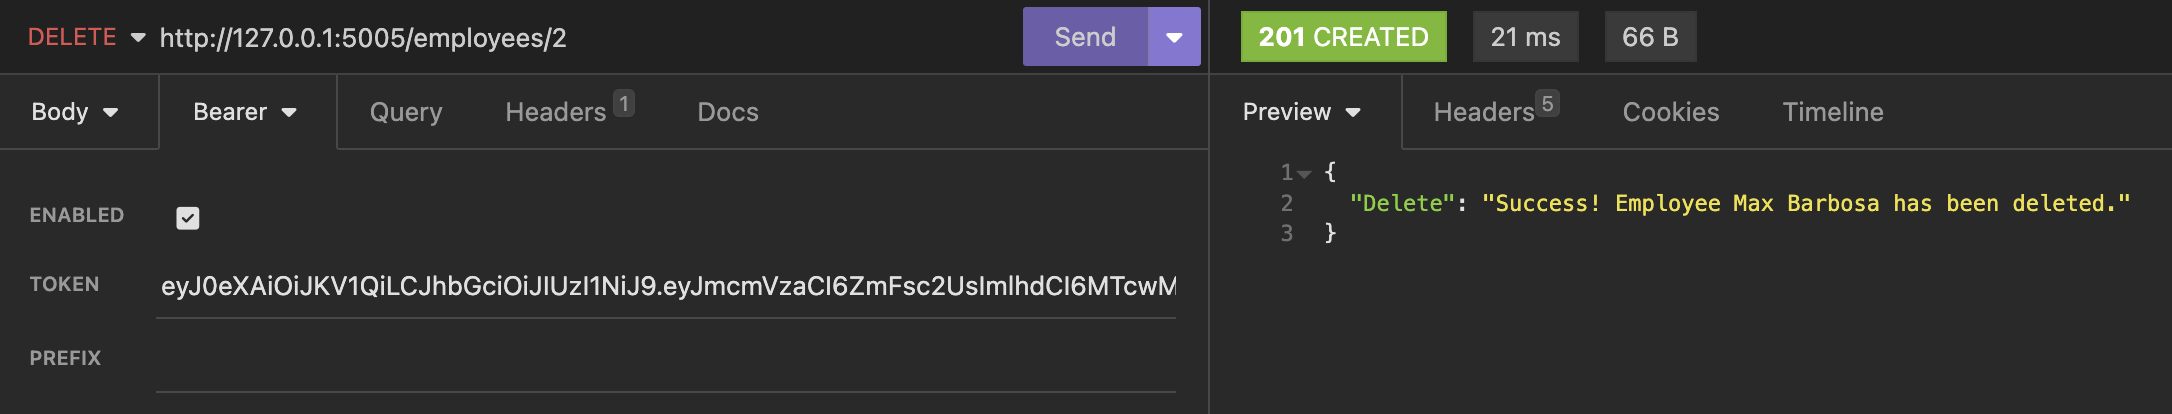 DELETE http://127.0.0.1:5005/employees/2 Send 201 CREATED 21 ms 66 B
Body Bearer Query Headers 1 Docs Preview Headers 5 Cookies Timeline
ENABLED
TOKEN eyJ0eXAiOiJKV1QiLCJhbGciOiJIUzI1NiJ9.eyJmcmVzaCI6ZmFsc2UsImlhdCI6MTcwM
PREFIX
1 {
2 "Delete": "Success! Employee Max Barbosa has been deleted."
3 }